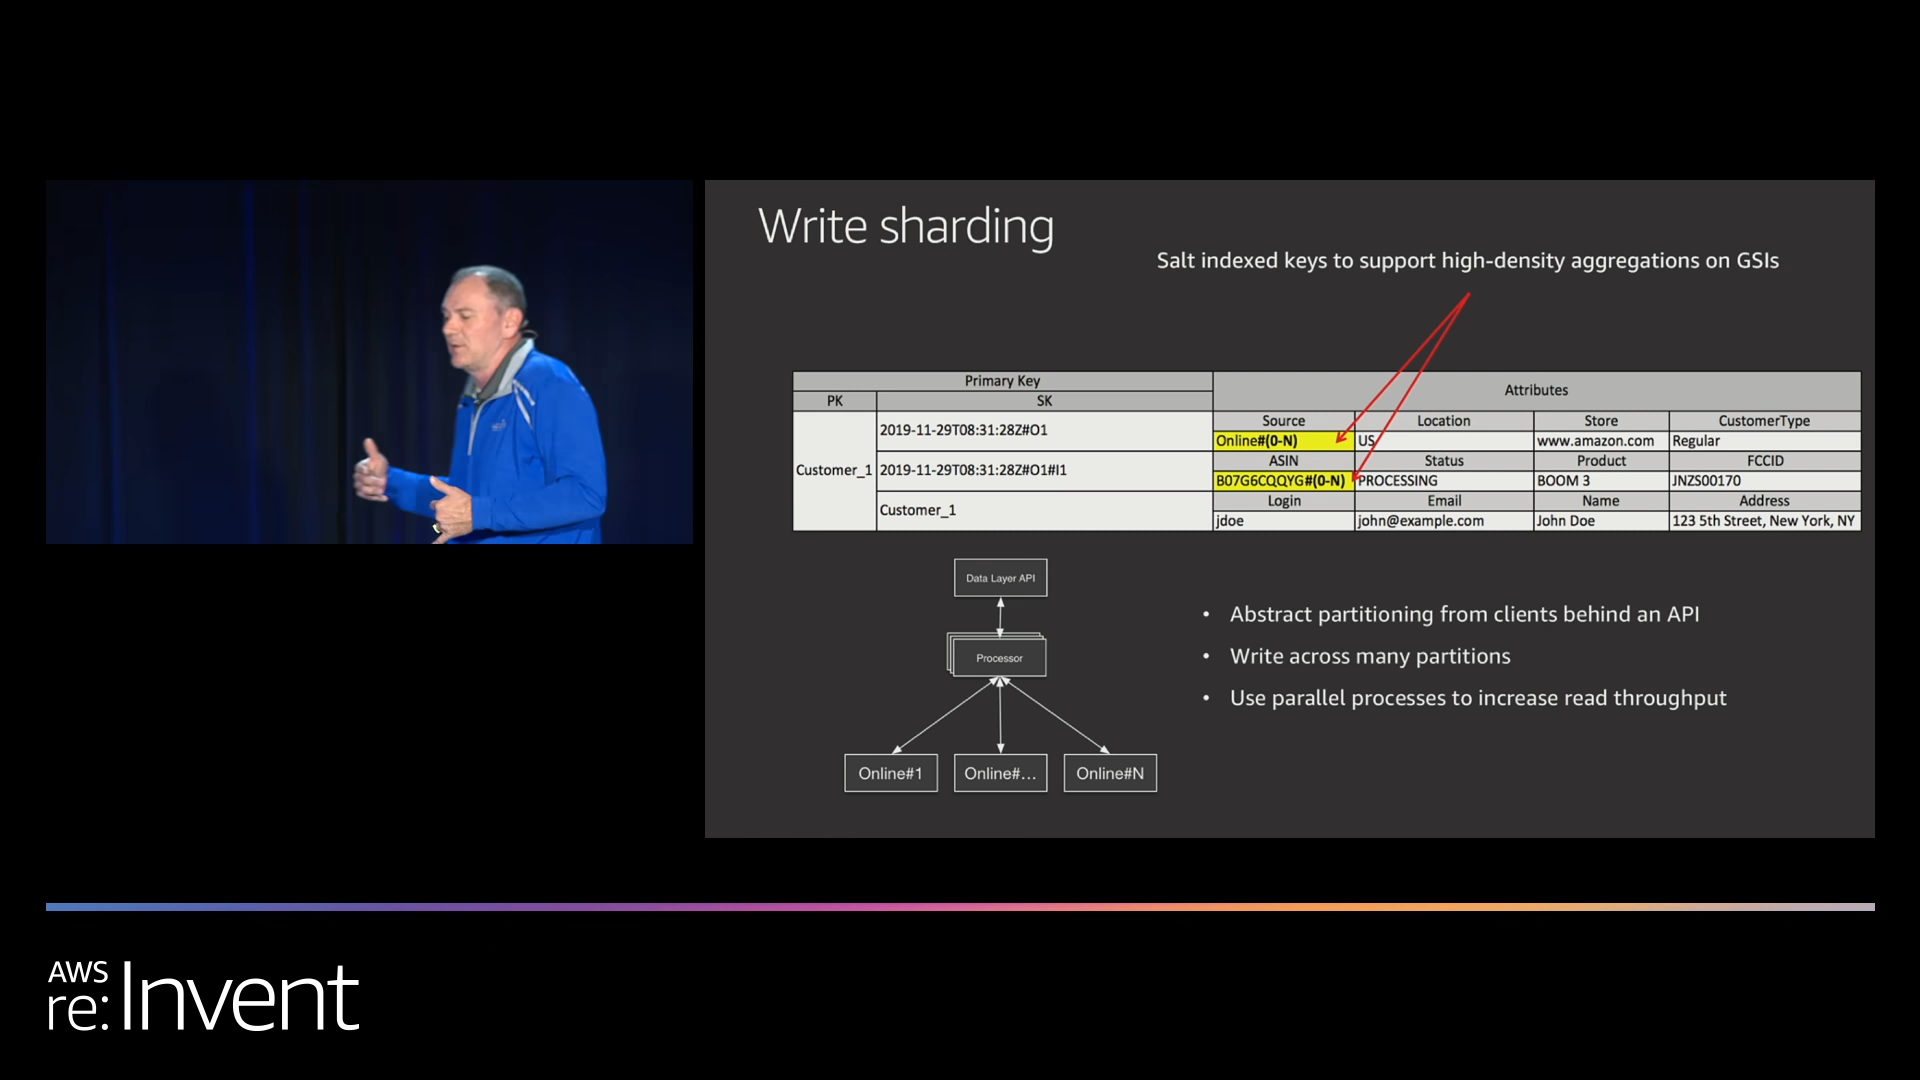 Write sharding
Salt indexed keys to support high-density aggregations on GSIs
Primary Key
Attributes
PK
SK
Customer_1
2019-11-29T08:31:28Z#O1
Source
Location
Store
CustomerType
Online#(0-N)
US
www.amazon.com
Regular
2019-11-29T08:31:28Z#O1#I1
ASIN
Status
Product
FCCID
B07G6CQQYG#(0-N)
PROCESSING
BOOM 3
JNZS00170
Customer_1
Login
Email
Name
Address
jdoe
john@example.com
John Doe
123 5th Street, New York, NY
Data Layer API
Processor
Online#1
Online#...
Online#N
• Abstract partitioning from clients behind an API
• Write across many partitions
• Use parallel processes to increase read throughput
AWS
re:Invent